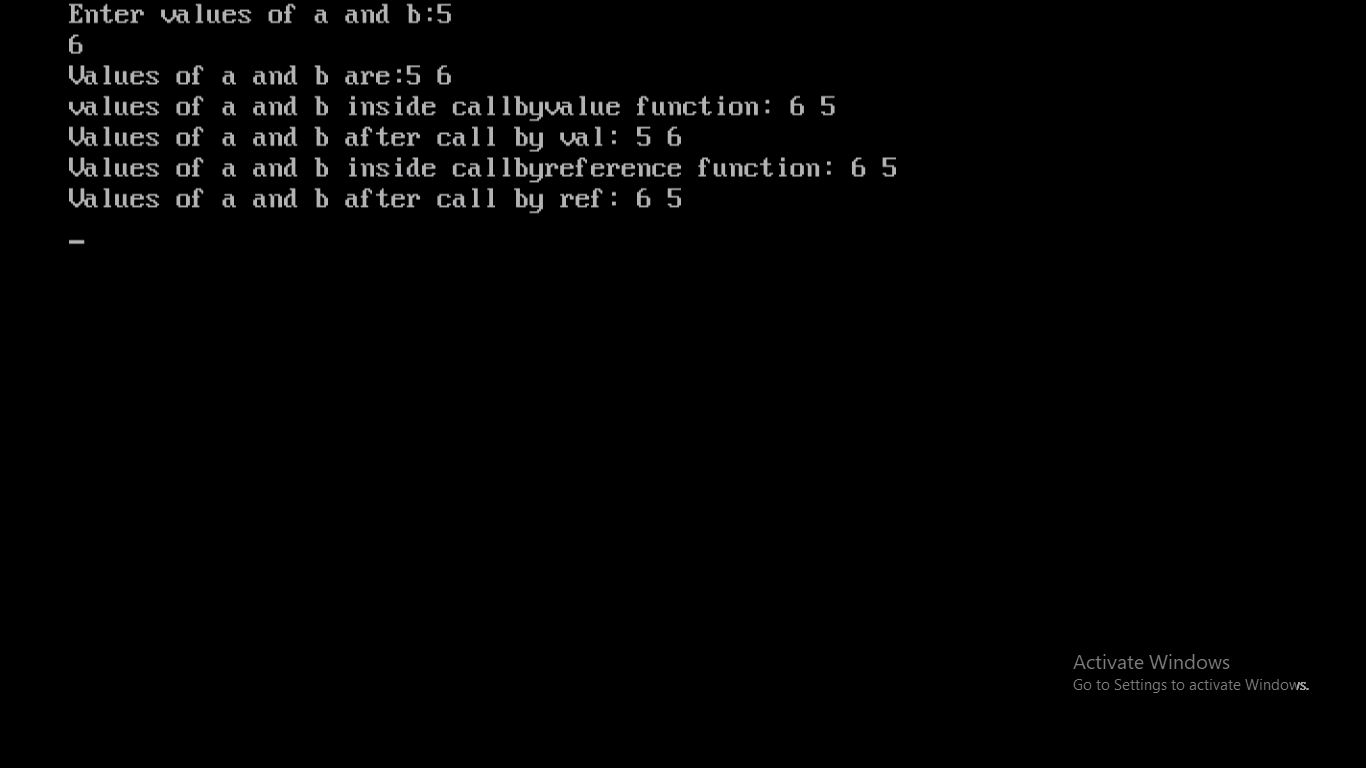 Enter values of a and b:5
6
Values of a and b are:5 6
values of a and b inside callbyvalue function: 6 5
Values of a and b after call by val: 5 6
Values of a and b inside callbyreference function: 6 5
Values of a and b after call by ref: 6 5
_
Activate Windows
Go to Settings to activate Windows.